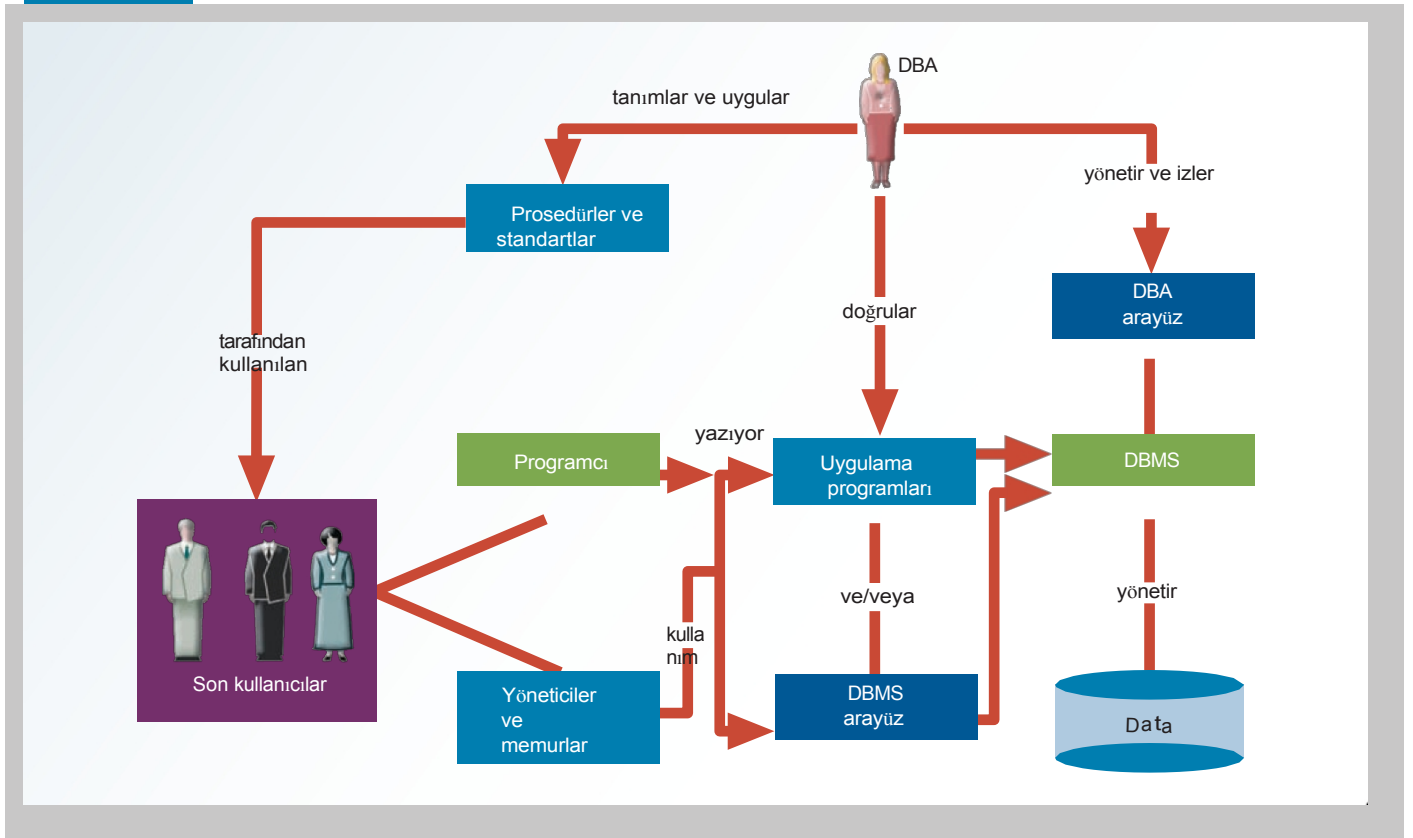 DBA
tanımlar ve uygular
yönetir ve izler
Prosedürler ve
standartlar
DBA
arayüz
doğrular
tarafından
kullanılan
yazıyor
Programcı
Uygulama
programları
DBMS
ve/veya
yönetir
kulla
nım
Son kullanıcılar
Yöneticiler
ve
memurlar
DBMS
arayüz
Data